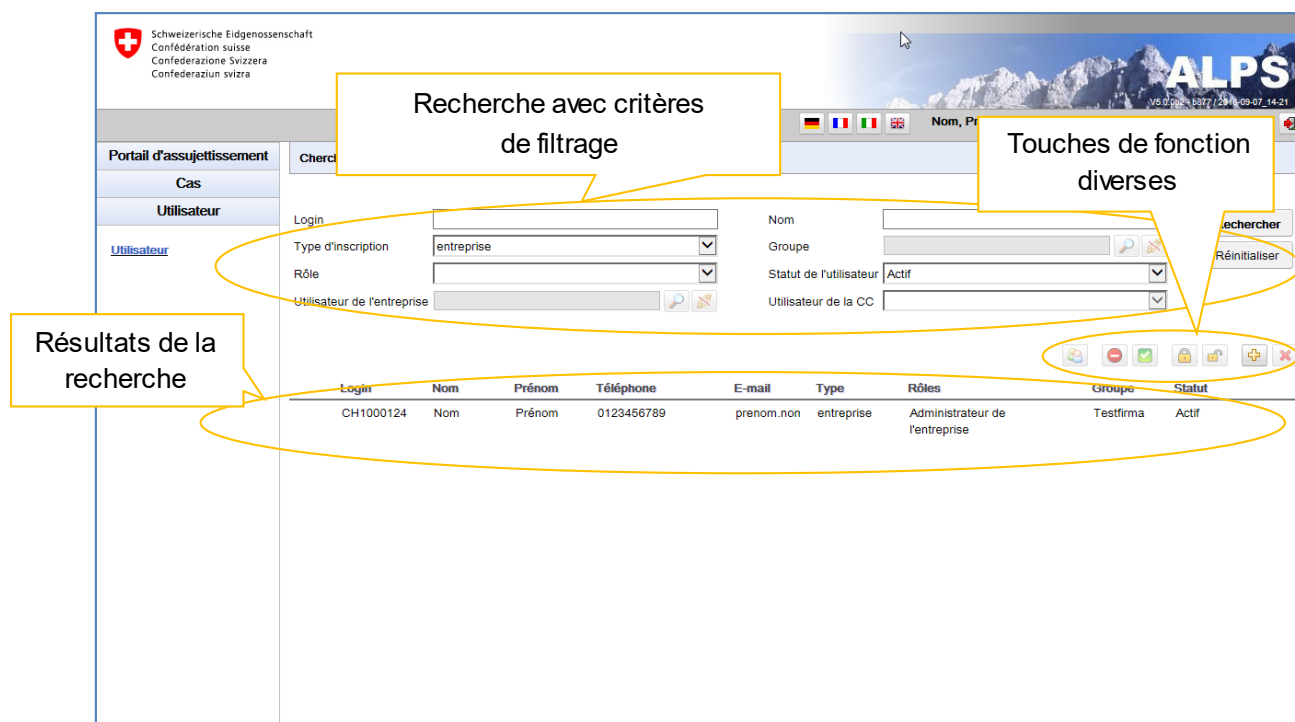 Schweizerische Eidgenossenschaft
Confédération suisse
Confederazione Svizzera
Confederaziun svizra
ALPS
Recherche avec critères
de filtrage
Nom,
Touches de fonction
diverses
Portail d'assujettissement
Cas
Utilisateur
Utilisateur
Login
Nom
Type d'inscription
entreprise
Groupe
Réinitialiser
Rôle
Statut de l'utilisateur
Actif
Utilisateur de l'entreprise
Utilisateur de la CC
Résultats de la
recherche
Login Nom Prénom Téléphone E-mail Type Rôles Groupe Statut
CH1000124 Nom Prénom 0123456789 prenom.non entreprise Administrateur de Testfirma Actif
l'entreprise